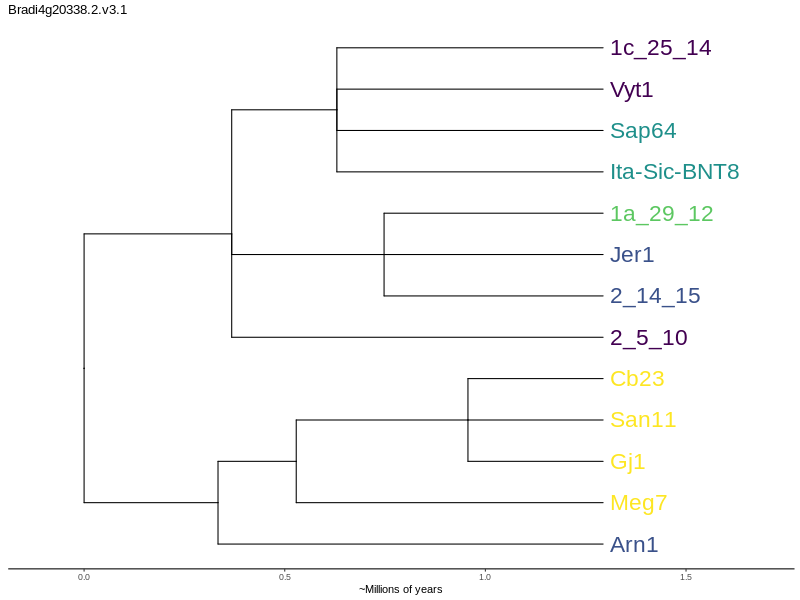 Bradi4g20338.2.v3.1
1c_25_14
Vyt1
Sap64
Ita-Sic-BNT8
1a_29_12
Jer1
2_14_15
2_5_10
Cb23
San11
Gj1
Meg7
Arn1
0.0 0.5 1.0 1.5
~Millions of years